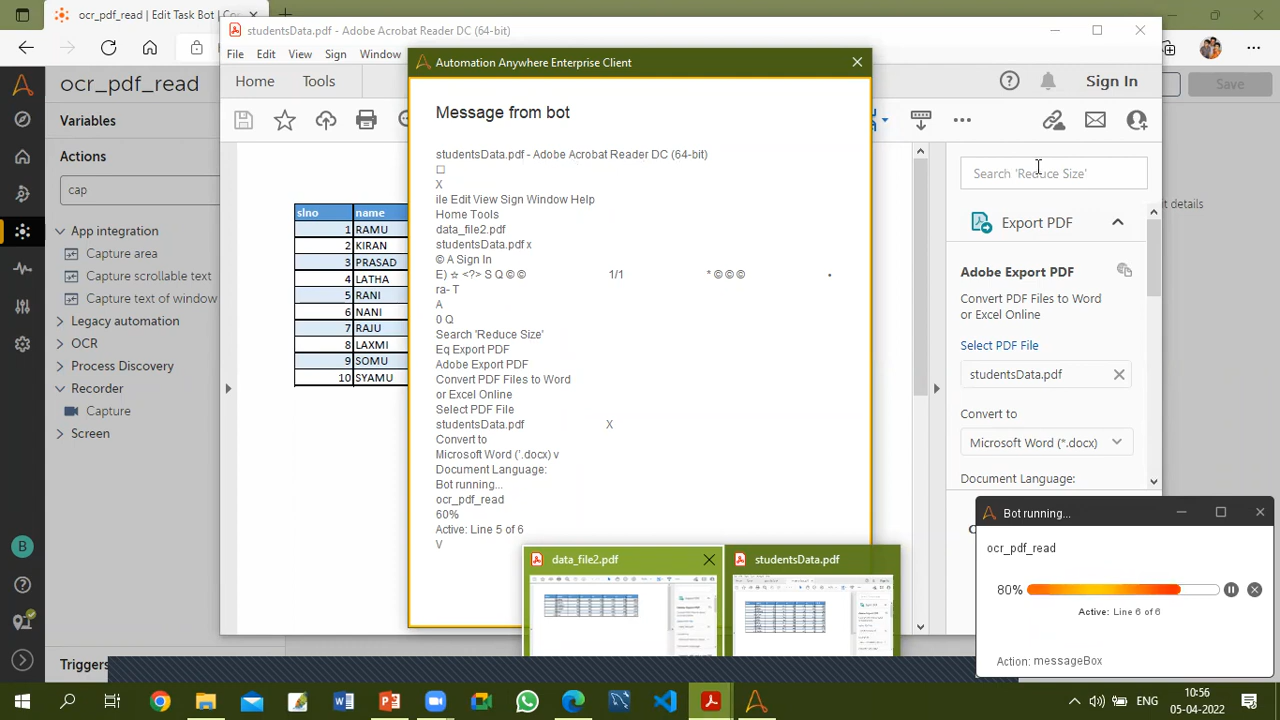 ocr_pdf_read | Edit Task Bot | Co
studentsData.pdf - Adobe Acrobat Reader DC (64-bit)
File Edit View Sign Window
Home Tools
Sign In
ocr_pdf_read
Save
Variables
Actions
cap
App integration
Capture area
Capture scrollable text
Capture text of window
Legacy automation
OCR
Process Discovery
Recorder
Capture
Screen
Triggers
B
slno name
1 RAMU
2 KIRAN
3 PRASAD
4 LATHA
5 RANI
6 NANI
7 RAJU
8 LAXMI
9 SOMU
10 SYAMU
Automation Anywhere Enterprise Client
Message from bot
studentsData.pdf - Adobe Acrobat Reader DC (64-bit)
☐
X
ile Edit View Sign Window Help
Home Tools
data_file2.pdf
studentsData.pdf x
© A Sign In
E) ☆ <?> S Q © © 1/1 * © © © •
ra- T
A
0 Q
Search 'Reduce Size'
Eq Export PDF
Adobe Export PDF
Convert PDF Files to Word
or Excel Online
Select PDF File
studentsData.pdf X
Convert to
Microsoft Word ('.docx) v
Document Language:
Bot running...
ocr_pdf_read
60%
Active: Line 5 of 6
V
Search 'Reduce Size'
Export PDF
Adobe Export PDF
Convert PDF Files to Word
or Excel Online
Select PDF File
studentsData.pdf
Convert to
Microsoft Word (*.docx)
Document Language:
t details
data_file2.pdf
studentsData.pdf
Bot running...
ocr_pdf_read
80%
Active: Line 6 of 6
Action: messageBox
ENG
10:56
05-04-2022